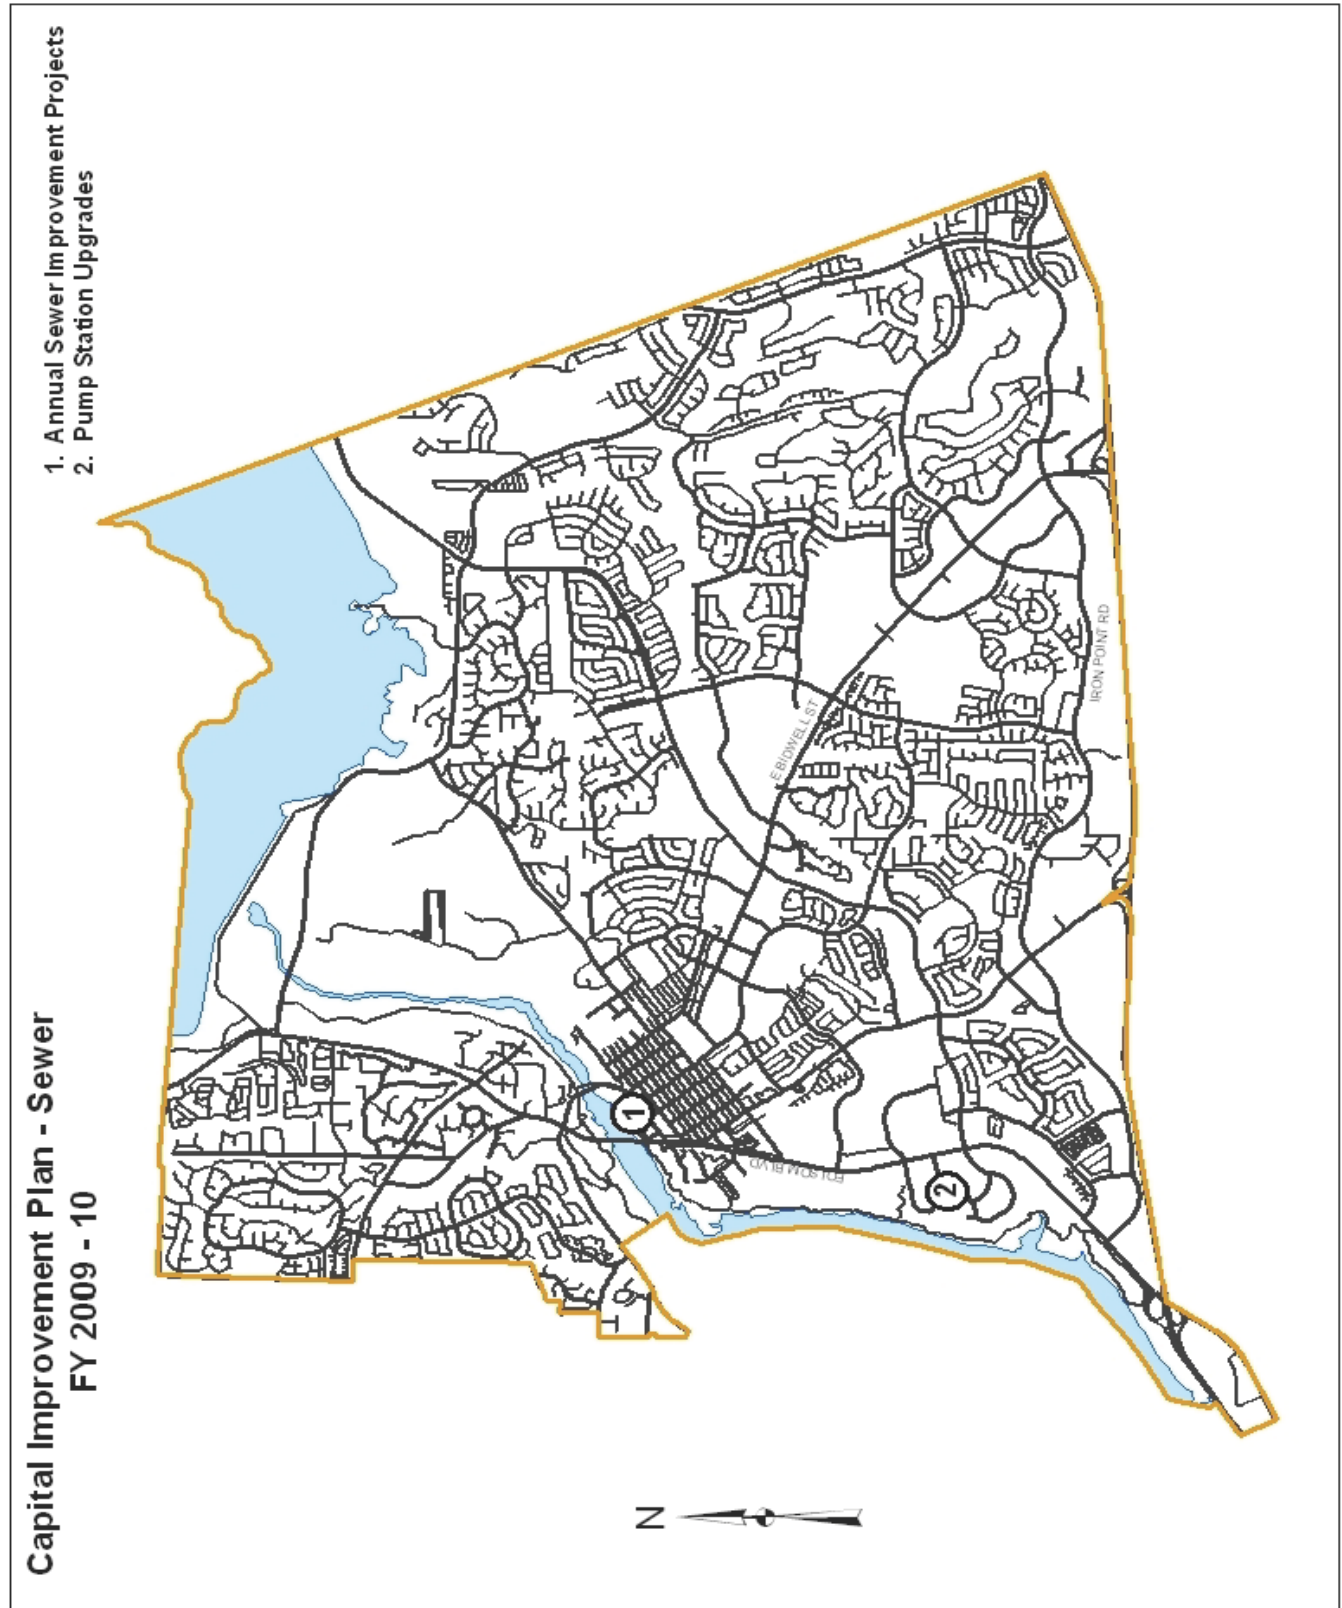 Capital Improvement Plan - Sewer
FY 2009 - 10
1. Annual Sewer Improvement Projects
2. Pump Station Upgrades
1
2
E BIDWELL ST
FOLSOM BLVD
IRON POINT RD
N